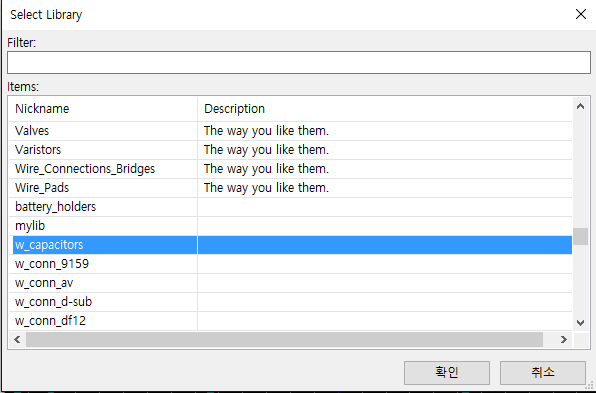 Select Library
Filter:
Items:
Nickname Description
Valves The way you like them.
Varistors The way you like them.
Wire_Connections_Bridges The way you like them.
Wire_Pads The way you like them.
battery_holders
mylib
w_capacitors
w_conn_9159
w_conn_av
w_conn_d-sub
w_conn_df12
확인 취소